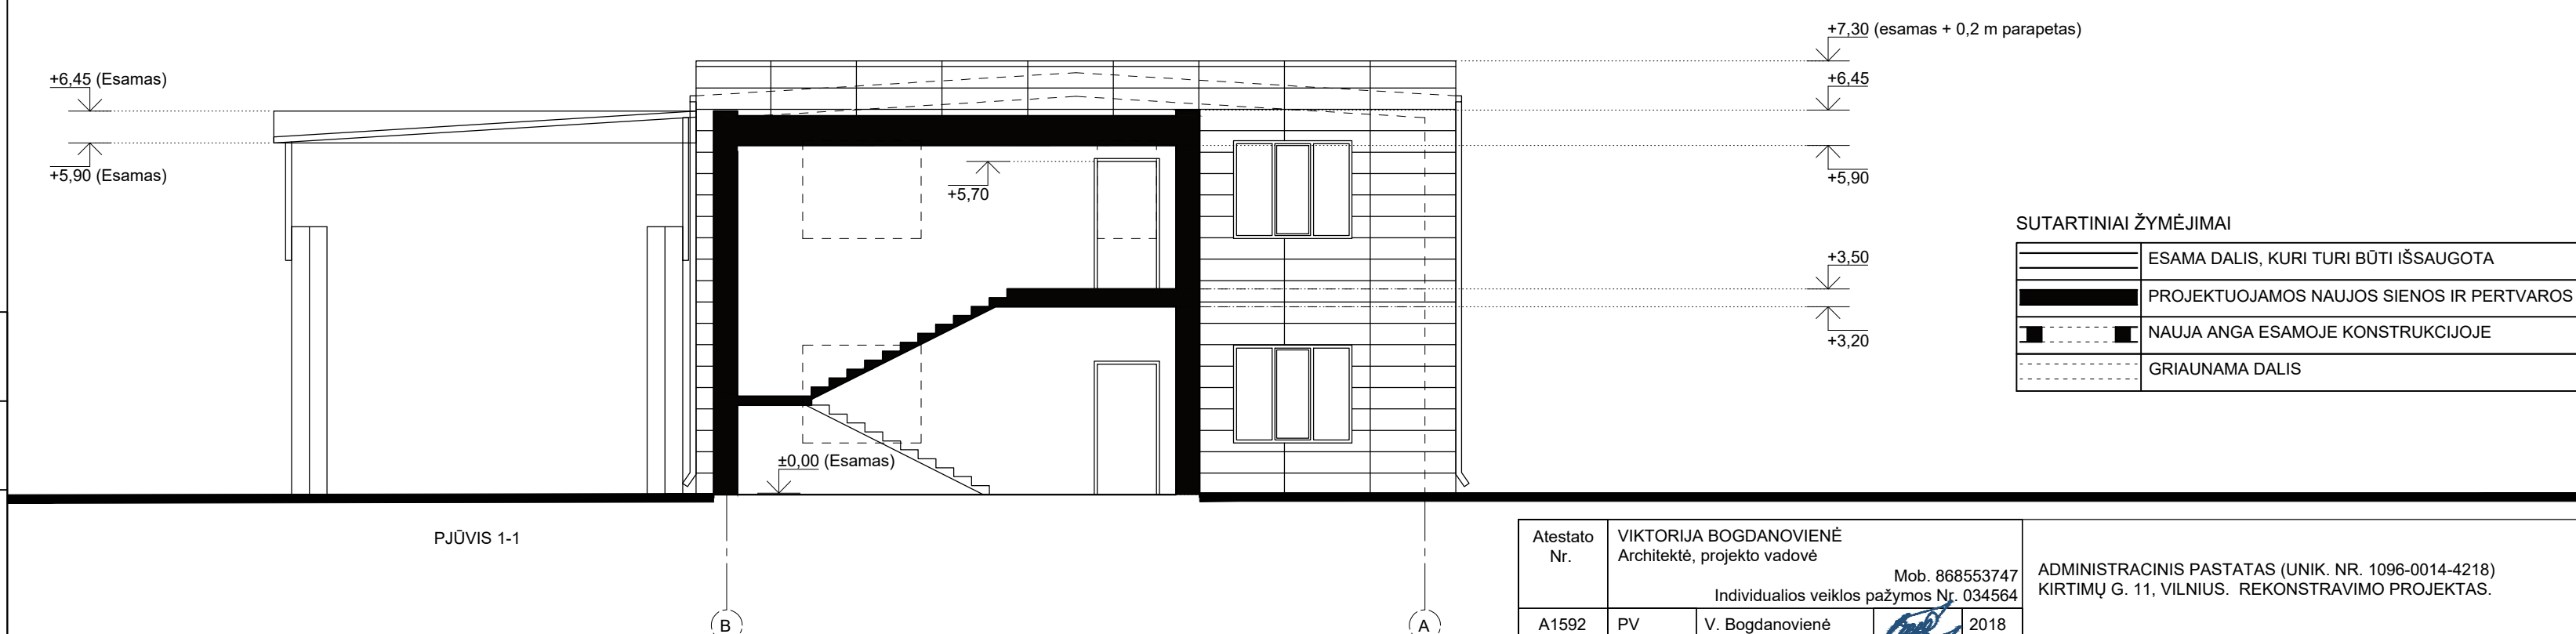 +7,30 (esamas + 0,2 m parapetas)
+6,45 (Esamas)
+6,45
+5,90 (Esamas)
+5,70
+5,90
SUTARTINIAI ŽYMĖJIMAI
ESAMA DALIS, KURI TURI BŪTI IŠSAUGOTA
PROJEKTUOJAMOS NAUJOS SIENOS IR PERTVAROS
NAUJA ANGA ESAMOJE KONSTRUKCIJOJE
GRIAUNAMA DALIS
+3,50
+3,20
±0,00 (Esamas)
PJŪVIS 1-1
B
A
Atestato
Nr.
VIKTORIJA BOGDANOVIENĖ
Architektė, projekto vadovė
Mob. 868553747
Individualios veiklos pažymos Nr. 034564
ADMINISTRACINIS PASTATAS (UNIK. NR. 1096-0014-4218)
KIRTIMŲ G. 11, VILNIUS. REKONSTRAVIMO PROJEKTAS.
A1592 PV V. Bogdanovienė 2018